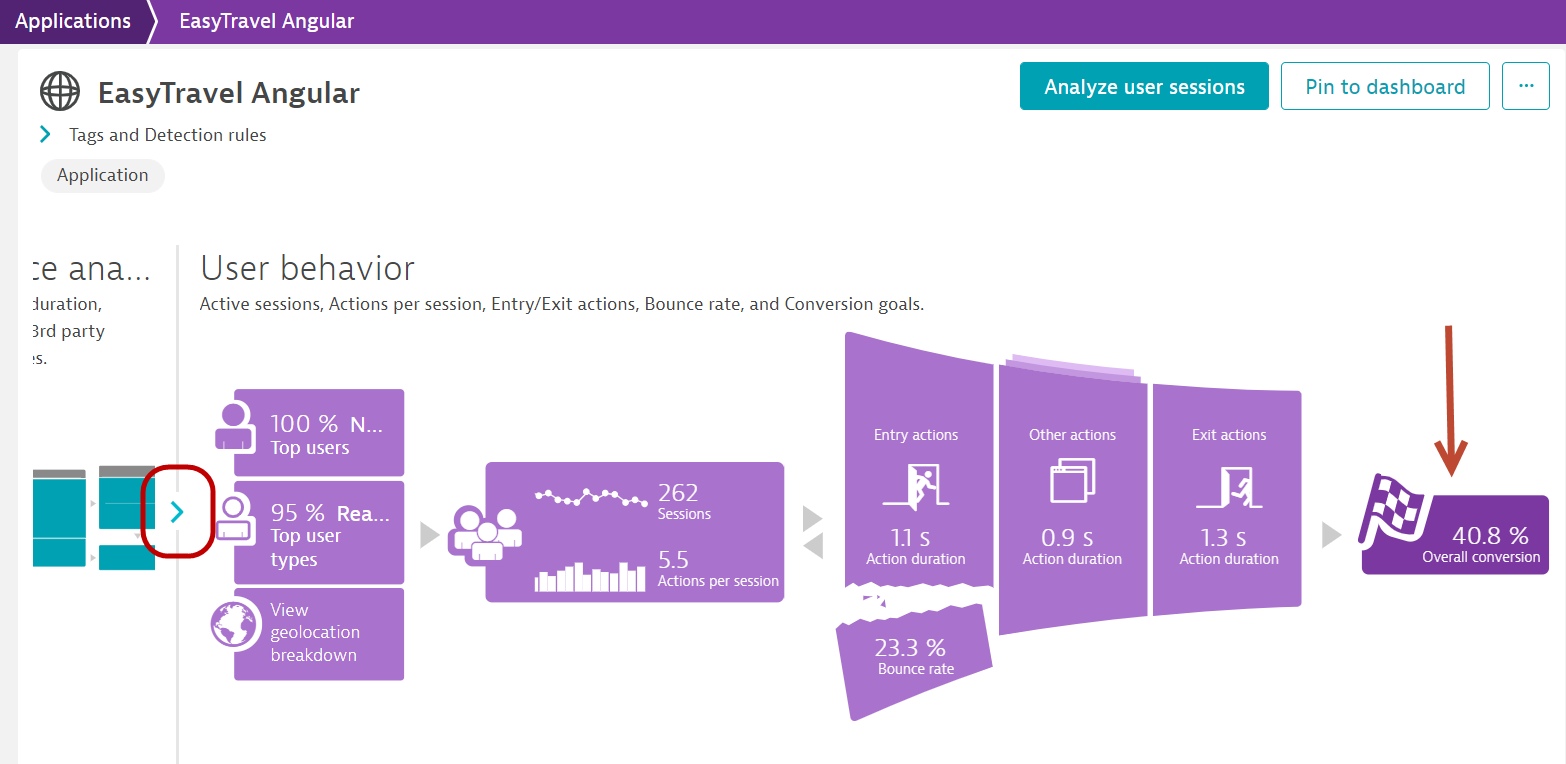 Applications
EasyTravel Angular
EasyTravel Angular
Analyze user sessions
Pin to dashboard
...
Tags and Detection rules
Application
ce ana...
duration,
3rd party
es.
User behavior
Active sessions, Actions per session, Entry/Exit actions, Bounce rate, and Conversion goals.
100 % N...
Top users
95 % Rea...
Top user
types
View
geolocation
breakdown
262
Sessions
5.5
Actions per session
Entry actions
1.1 s
Action duration
23.3 %
Bounce rate
Other actions
0.9 s
Action duration
Exit actions
1.3 s
Action duration
40.8 %
Overall conversion